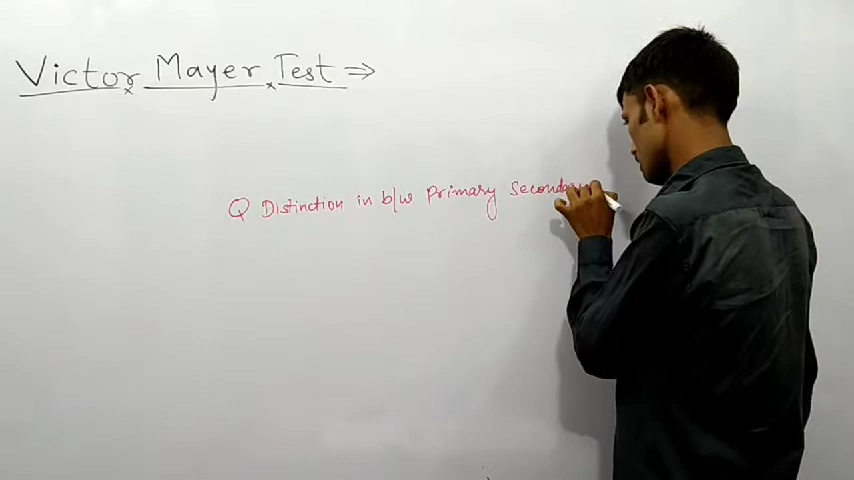 Victor Mayer Test ⇒
Q Distinction in b/w Primary Secondary